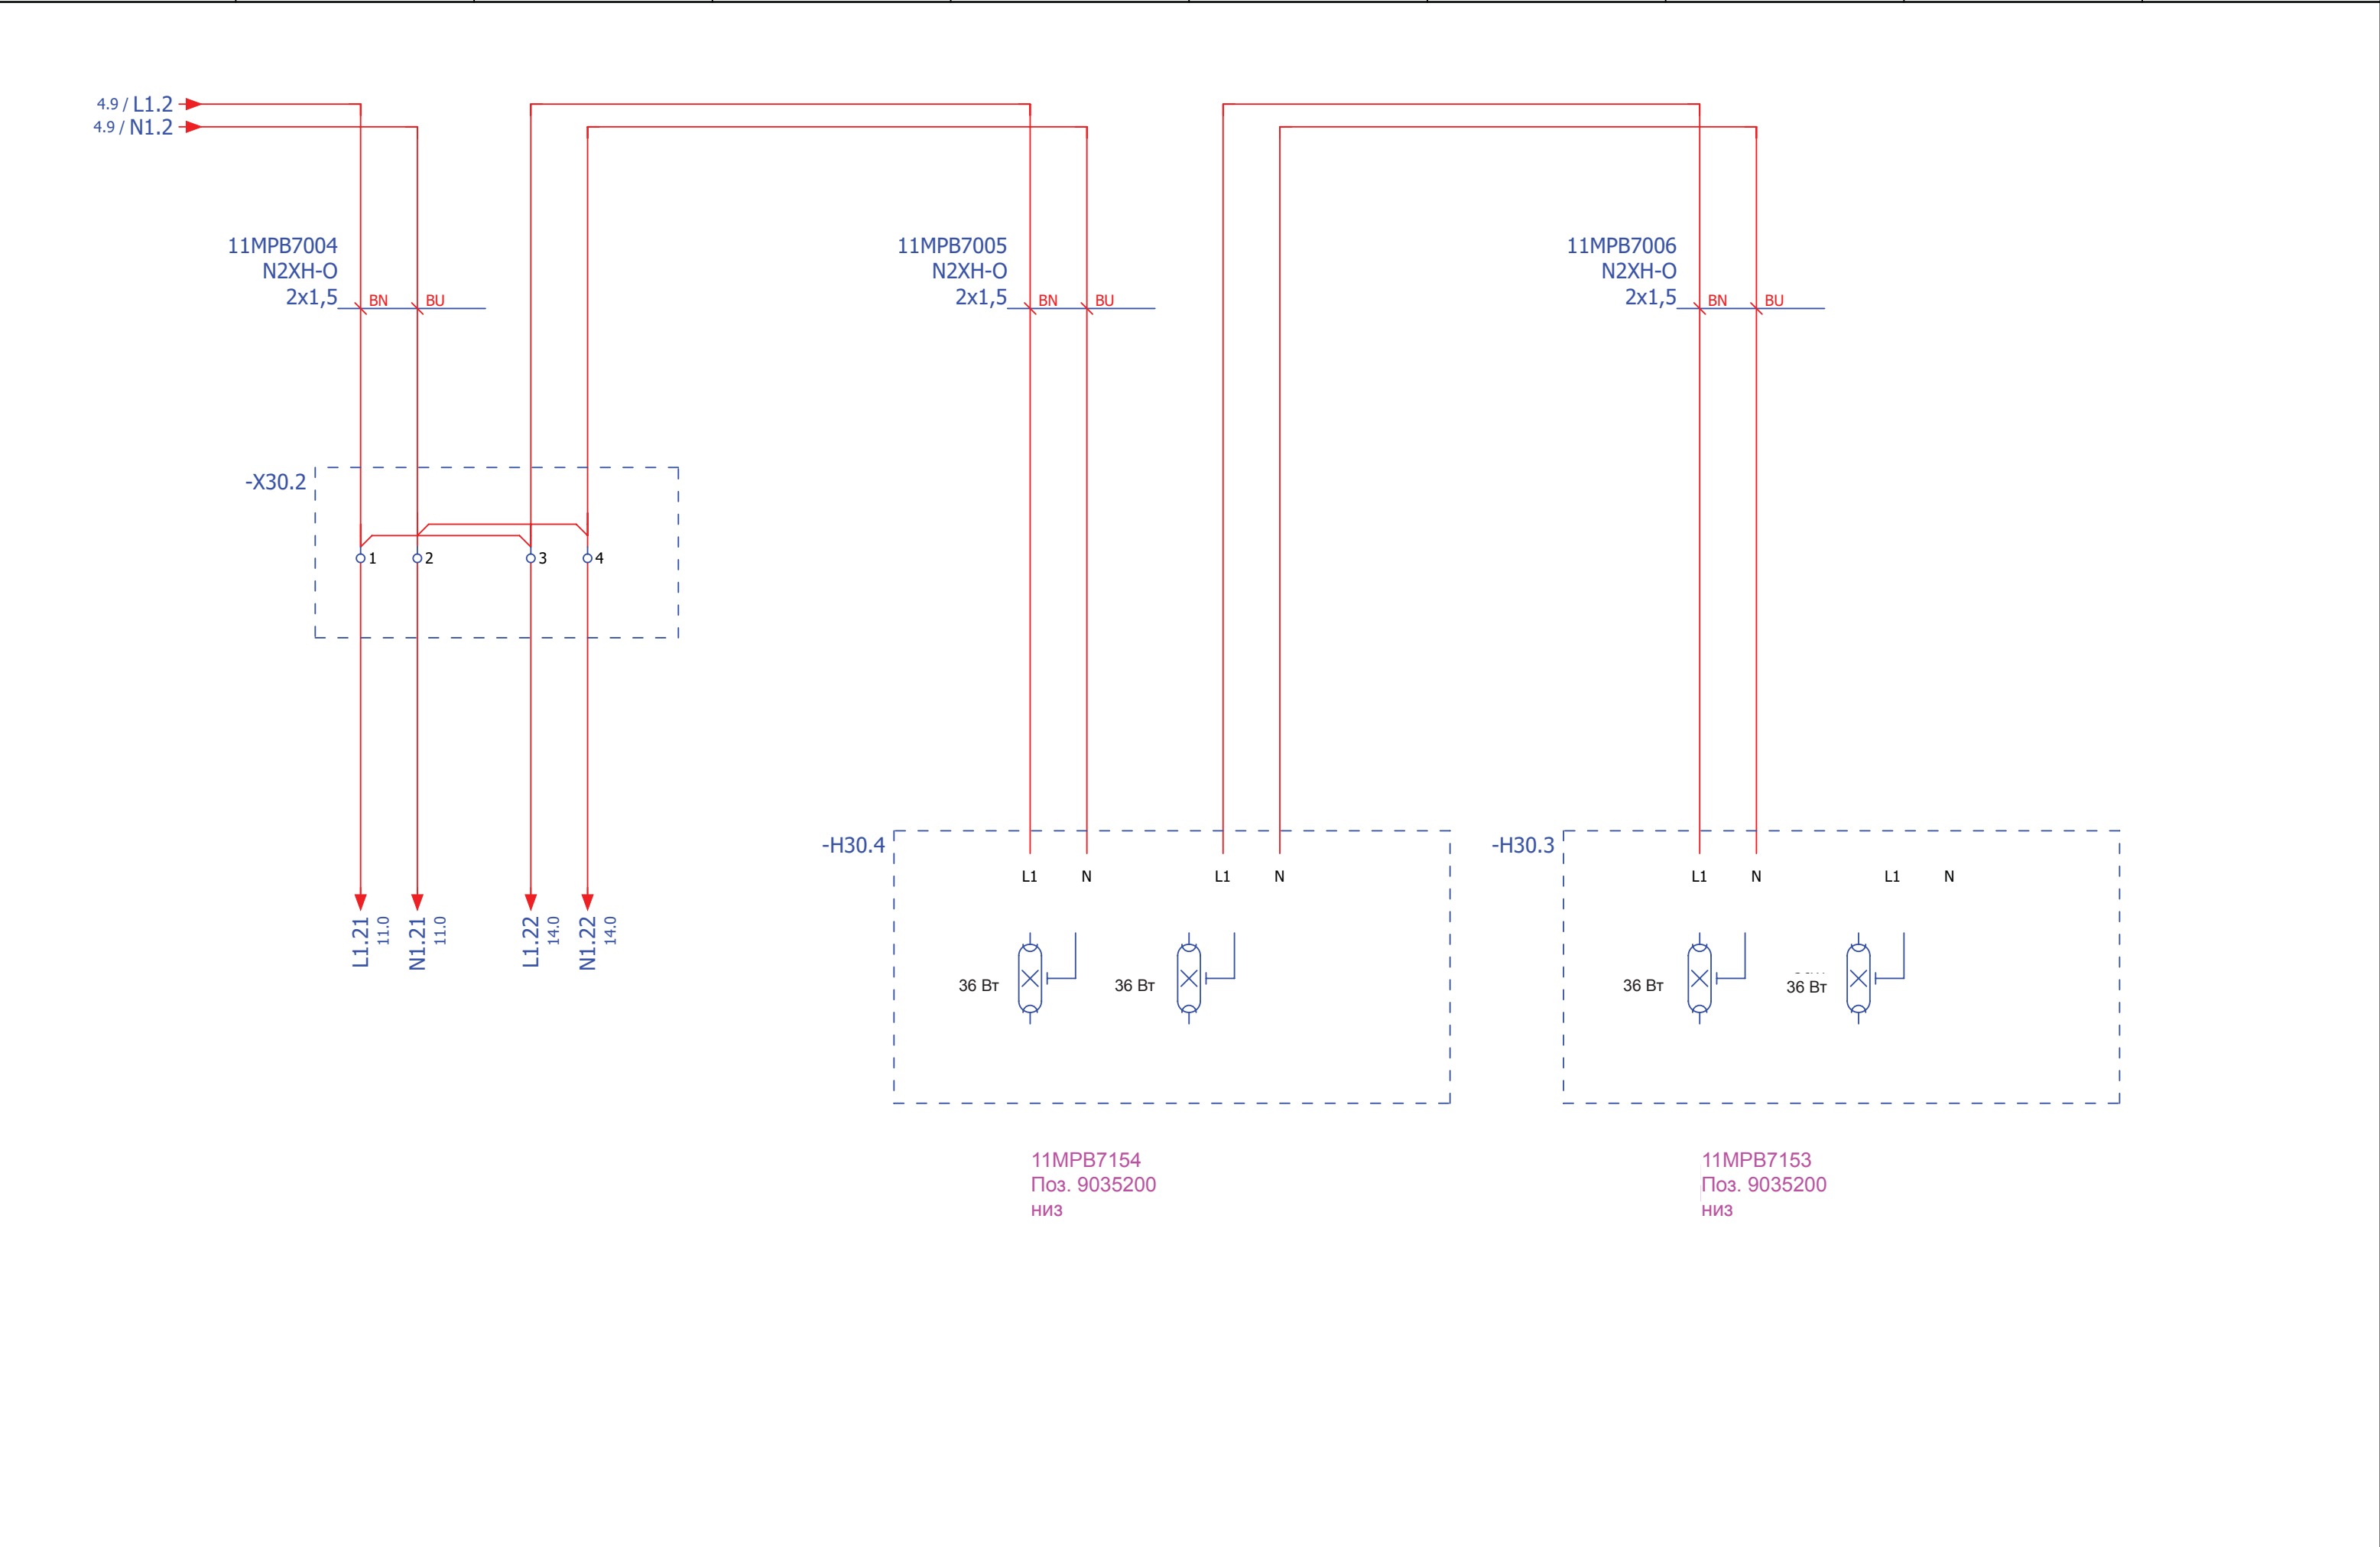 4.9 / L1.2
4.9 / N1.2
11MPB7004
N2XH-O
2x1,5
BN
BU
11MPB7005
N2XH-O
2x1,5
BN
BU
11MPB7006
N2XH-O
2x1,5
BN
BU
-X30.2
1
2
3
4
L1.21
11.0
N1.21
11.0
L1.22
14.0
N1.22
14.0
-H30.4
L1
N
L1
N
36 Вт
36 Вт
-H30.3
L1
N
L1
N
36 Вт
36 Вт
11MPB7154
Поз. 9035200
низ
11MPB7153
Поз. 9035200
низ